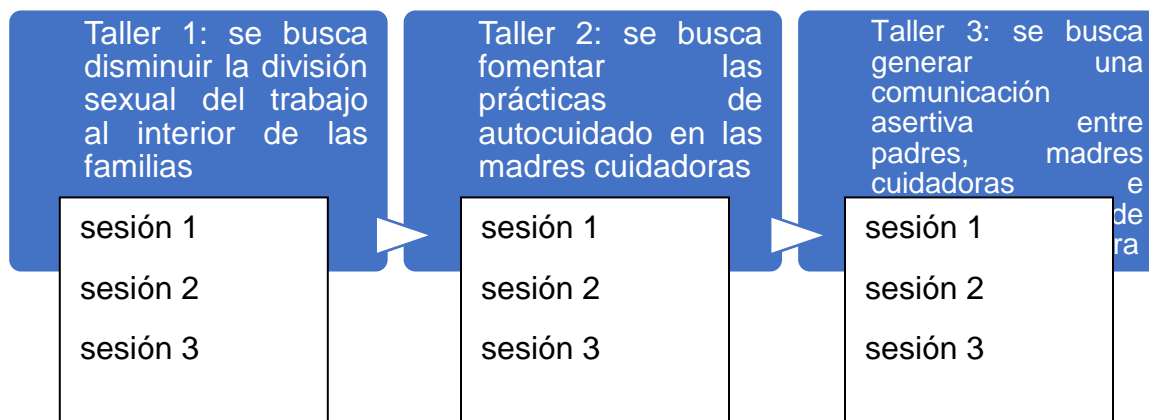 Taller 1: se busca
disminuir la división
sexual del trabajo
al interior de las
familias
sesión 1
sesión 2
sesión 3
Taller 2: se busca
fomentar las
prácticas de
autocuidado en las
madres cuidadoras
sesión 1
sesión 2
sesión 3
Taller 3: se busca
generar una
comunicación
asertiva entre
padres, madres
cuidadoras e
de
sesión 1
sesión 2
sesión 3